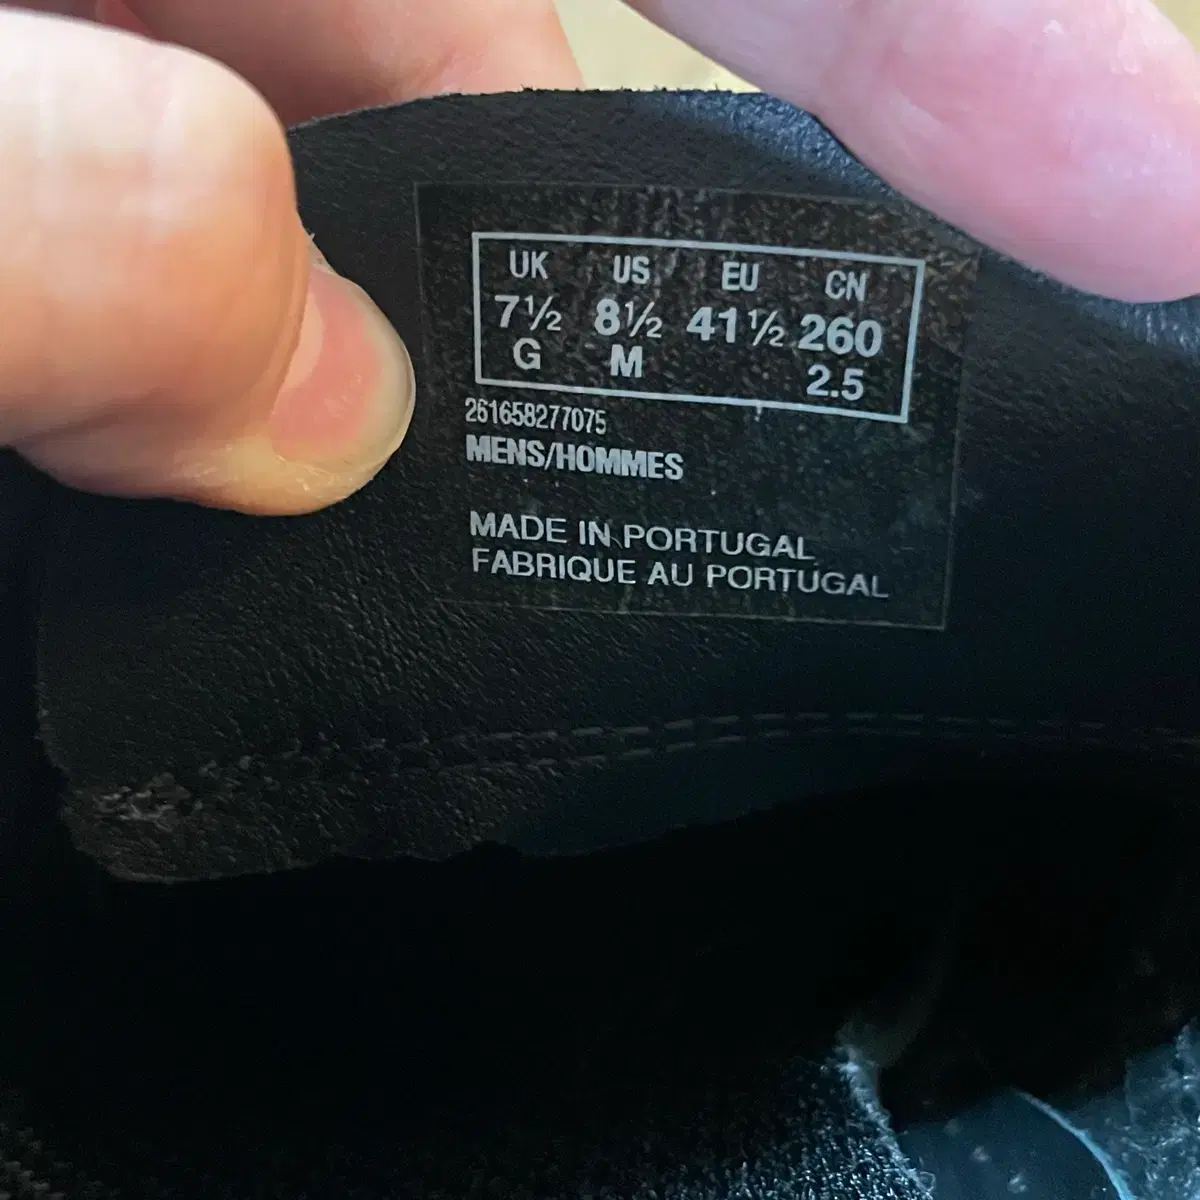 UK US EU CN
7½ 8½ 41½ 260
G M 2.5
261658277075
MENS/HOMMES
MADE IN PORTUGAL
FABRIQUE AU PORTUGAL